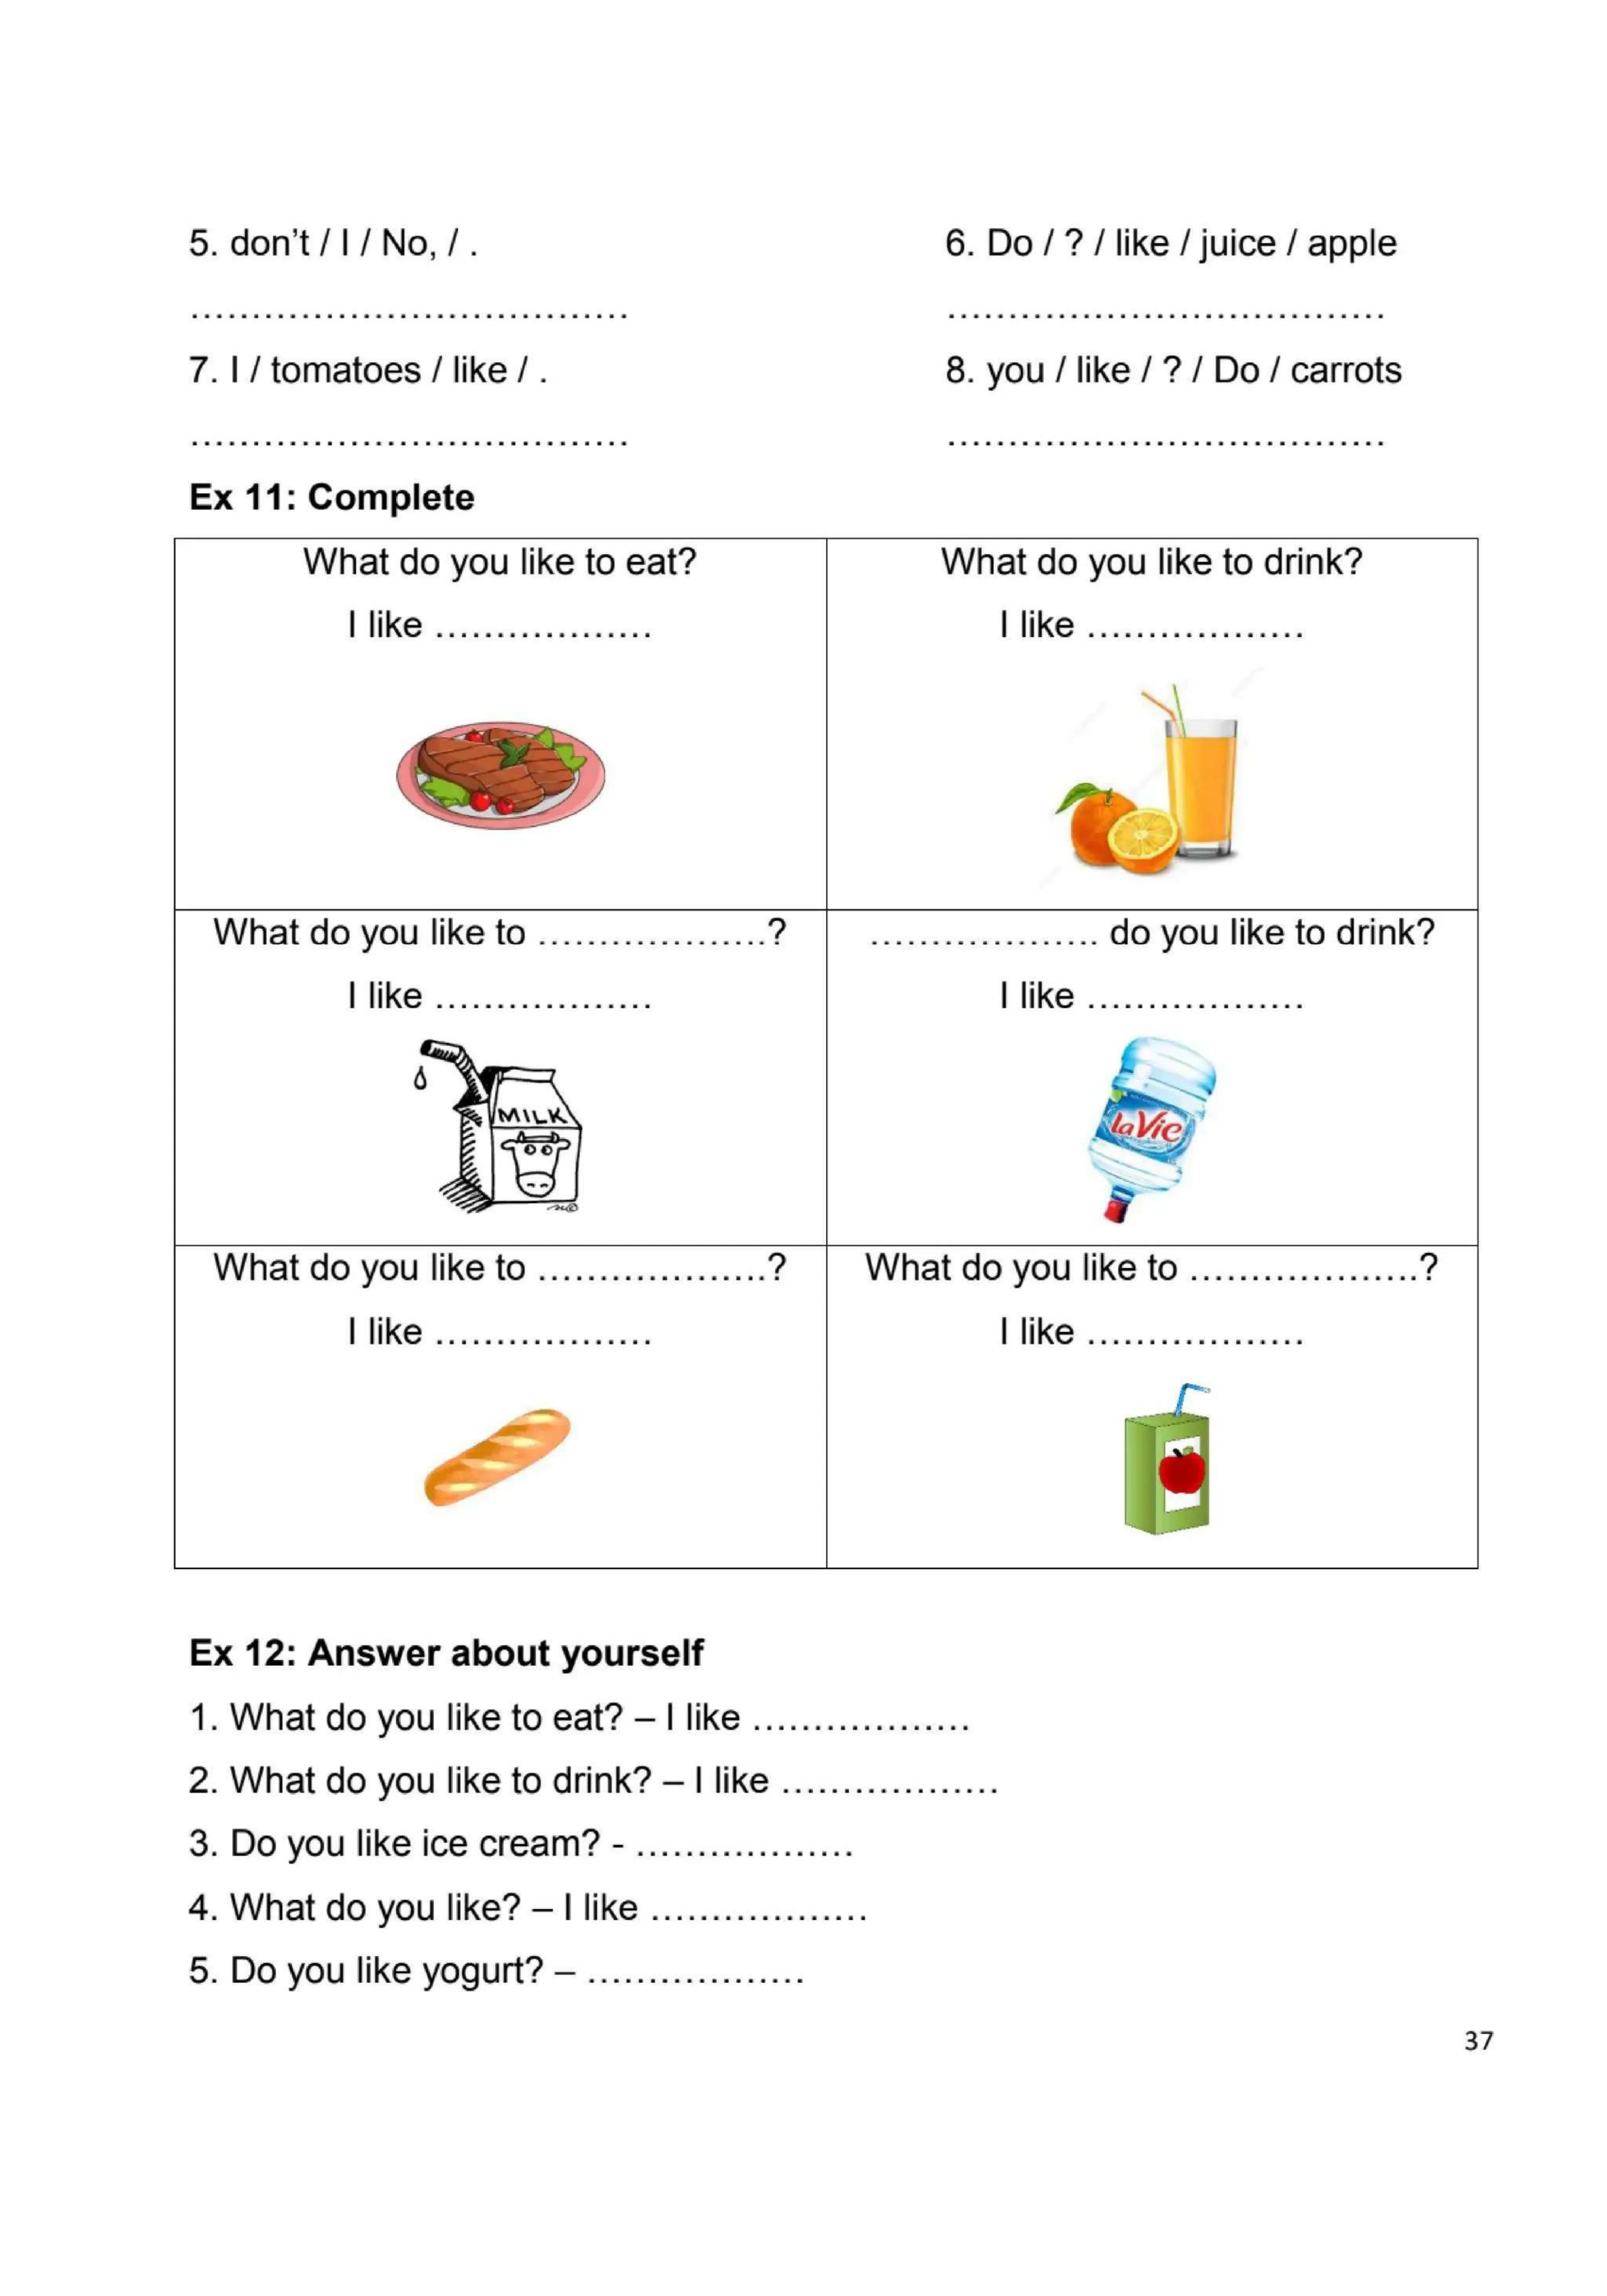 5. don’t / I / No, / .
6. Do / ? / like / juice / apple
……………………………… 
………………………………
7. I / tomatoes / like / .
8. you / like / ? / Do / carrots
………………………………
………………………………
Ex 11: Complete
What do you like to eat?
I like ………………
What do you like to drink?
I like ………………
What do you like to ……………….?
I like ………………
MILK
………………. do you like to drink?
I like ………………
LaVie
What do you like to ……………….?
I like ………………
What do you like to ……………….?
I like ………………
Ex 12: Answer about yourself
1. What do you like to eat? – I like ………………
2. What do you like to drink? – I like ………………
3. Do you like ice cream? - ………………
4. What do you like? – I like ………………
5. Do you like yogurt? – ………………
37